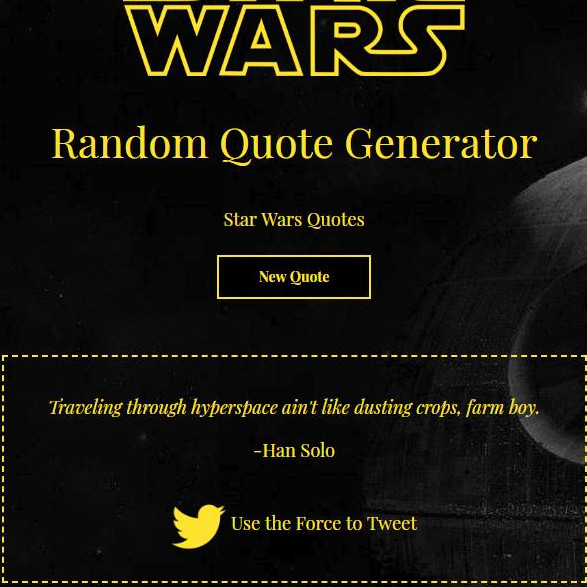 WARS
Random Quote Generator
Star Wars Quotes
New Quote
Traveling through hyperspace ain't like dusting crops, farm boy.
-Han Solo
Use the Force to Tweet